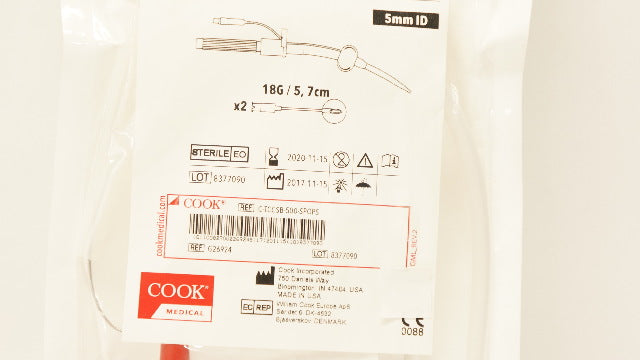 5mm ID
18G / 5, 7cm
x2
STERILE EO
2020-11-15
LOT 8377090
2017-11-15
cookmedical.com
COOK®
REF C-TCCSB-500-SPOPS
REF G26924
LOT 8377090
Cook Incorporated
750 Daniels Way
Bloomington, IN 47404, USA
MADE IN USA
COOK®
MEDICAL
EC REP
William Cook Europe ApS
Sandet 6, DK-4632
Bjaeverskov, DENMARK
CE
0088